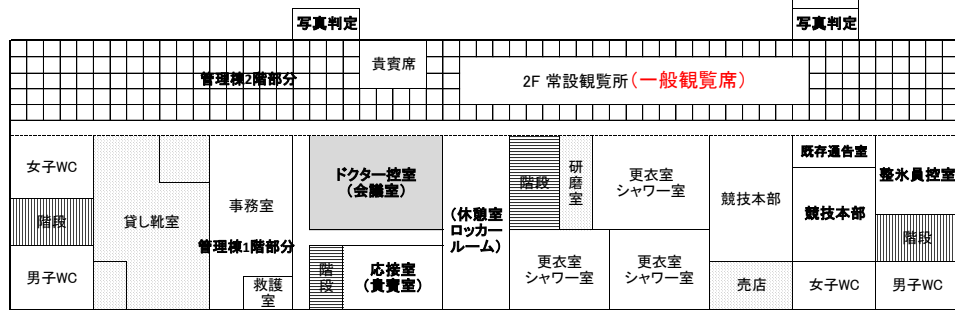 写真判定
写真判定
貴賓席
管理棟2階部分
2F 常設観覧所(一般観覧席)
女子WC
階段
男子WC
貸し靴室
事務室
管理棟1階部分
救護
室
ドクター控室
(会議室)
階
段
応接室
(貴賓室)
(休憩室
ロッカー
ルーム)
階段
研
磨
室
更衣室
シャワー室
更衣室
シャワー室
更衣室
シャワー室
競技本部
売店
既存通告室
競技本部
女子WC
整氷員控室
階段
男子WC